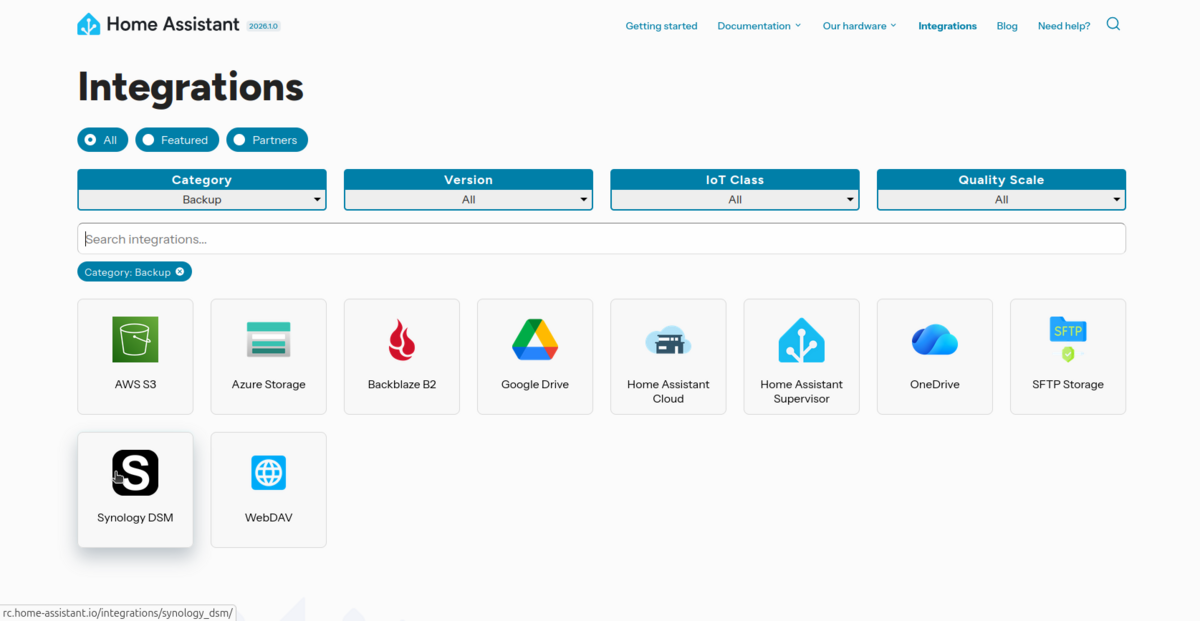 Home Assistant 2026.1.0
Getting started Documentation Our hardware Integrations Blog Need help?
Integrations
All Featured Partners
Category Version IoT Class Quality Scale
Backup All All All
Search integrations...
Category: Backup
SFTP
AWS S3 Azure Storage Backblaze B2 Google Drive Home Assistant Cloud Home Assistant Supervisor OneDrive SFTP Storage
S
Synology DSM WebDAV
rc.home-assistant.io/integrations/synology_dsm/